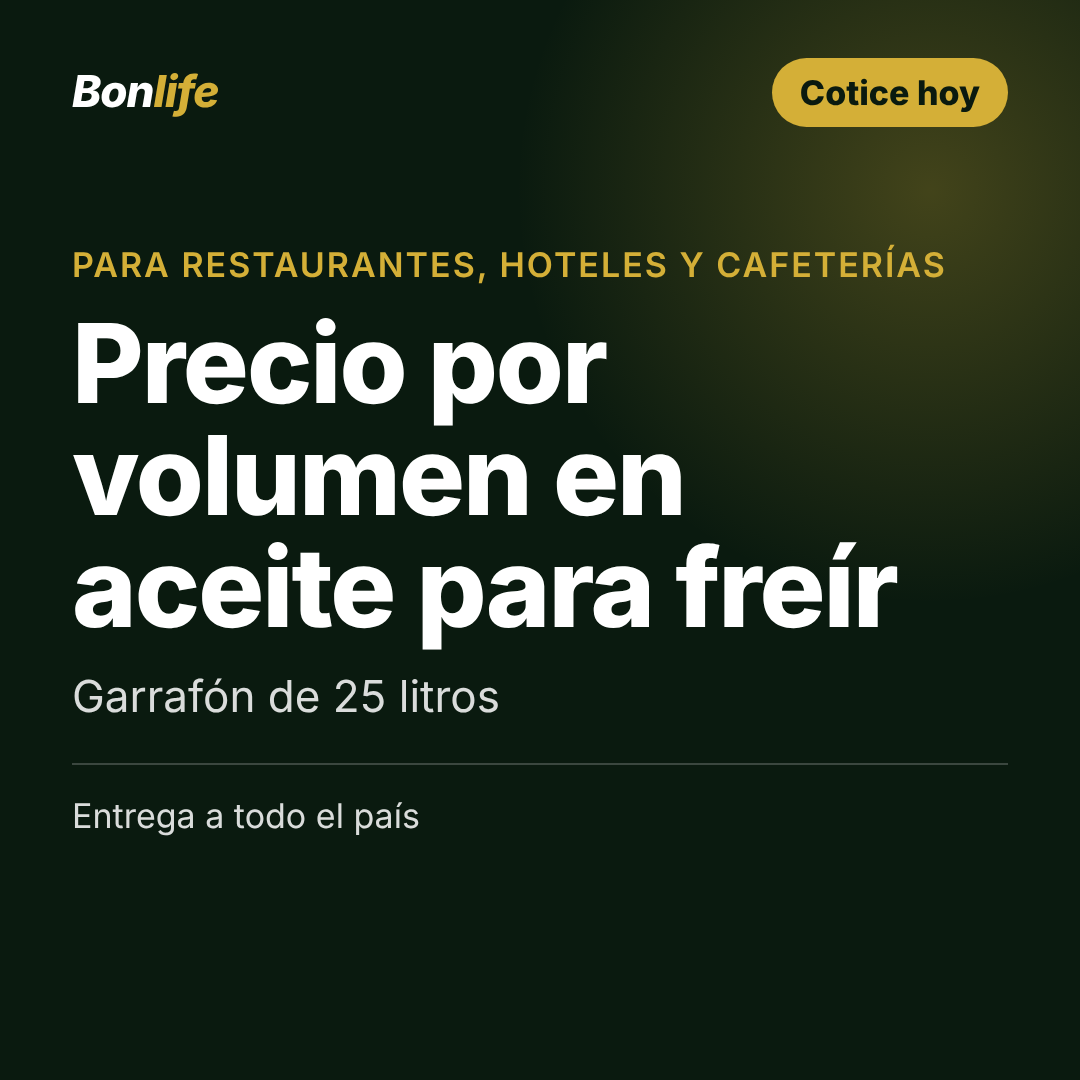 Bonlife
Cotice hoy
PARA RESTAURANTES, HOTELES Y CAFETERÍAS
Precio por
volumen en
aceite para freír
Garrafón de 25 litros
Entrega a todo el país